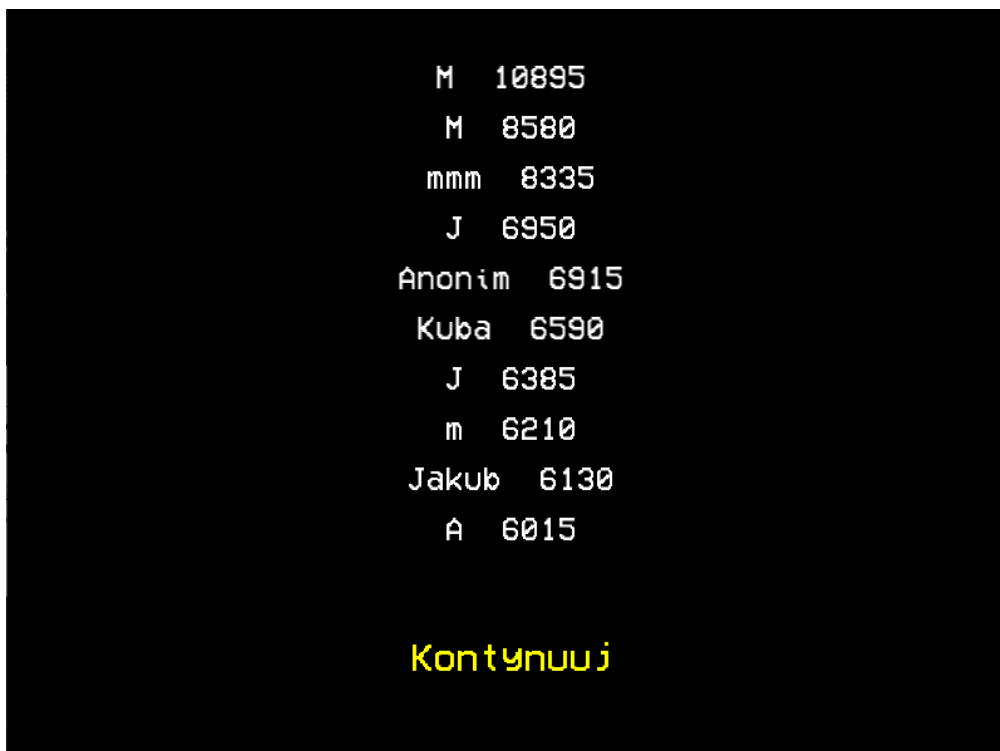 M 10895
M 8580
mmm 8335
J 6950
Anonim 6915
Kuba 6590
J 6385
m 6210
Jakub 6130
A 6015
Kontynuuj